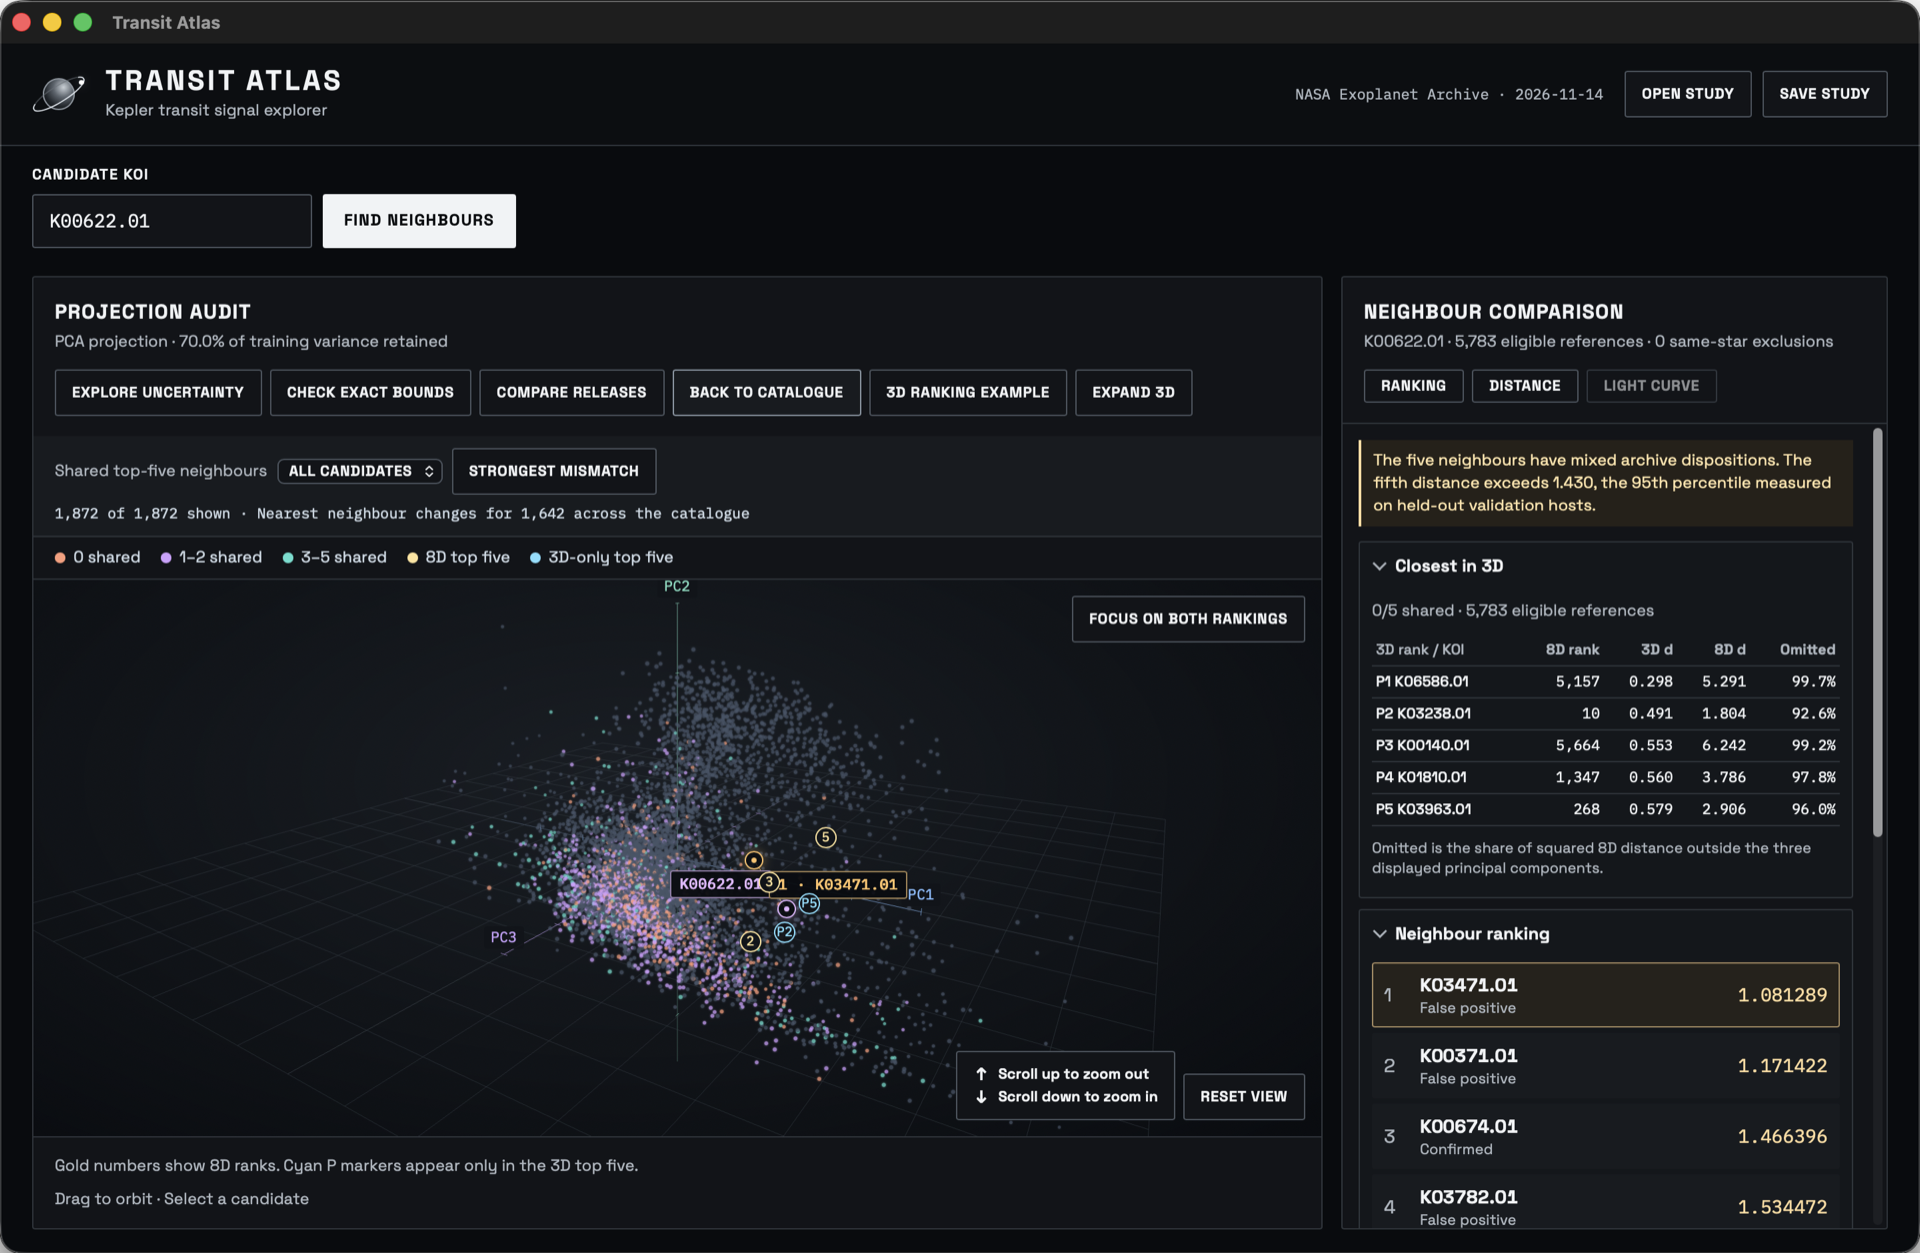 Transit Atlas
TRANSIT ATLAS
Kepler transit signal explorer
NASA Exoplanet Archive · 2026-11-14
OPEN STUDY
SAVE STUDY
CANDIDATE KOI
K00622.01
FIND NEIGHBOURS
PROJECTION AUDIT
PCA projection · 70.0% of training variance retained
EXPLORE UNCERTAINTY
CHECK EXACT BOUNDS
COMPARE RELEASES
BACK TO CATALOGUE
3D RANKING EXAMPLE
EXPAND 3D
Shared top-five neighbours
ALL CANDIDATES
STRONGEST MISMATCH
1,872 of 1,872 shown · Nearest neighbour changes for 1,642 across the catalogue
0 shared
1–2 shared
3–5 shared
8D top five
3D-only top five
PC2
FOCUS ON BOTH RANKINGS
5
K00622.01
3
1 · K03471.01
PC1
P5
P2
2
PC3
↑ Scroll up to zoom out
↓ Scroll down to zoom in
RESET VIEW
Gold numbers show 8D ranks. Cyan P markers appear only in the 3D top five.
Drag to orbit · Select a candidate
NEIGHBOUR COMPARISON
K00622.01 · 5,783 eligible references · 0 same-star exclusions
RANKING
DISTANCE
LIGHT CURVE
The five neighbours have mixed archive dispositions. The
fifth distance exceeds 1.430, the 95th percentile measured
on held-out validation hosts.
Closest in 3D
0/5 shared · 5,783 eligible references
3D rank / KOI 8D rank 3D d 8D d Omitted
P1 K06586.01 5,157 0.298 5.291 99.7%
P2 K03238.01 10 0.491 1.804 92.6%
P3 K00140.01 5,664 0.553 6.242 99.2%
P4 K01810.01 1,347 0.560 3.786 97.8%
P5 K03963.01 268 0.579 2.906 96.0%
Omitted is the share of squared 8D distance outside the three
displayed principal components.
Neighbour ranking
1 K03471.01 1.081289
False positive
2 K00371.01 1.171422
False positive
3 K00674.01 1.466396
Confirmed
4 K03782.01 1.534472
False positive